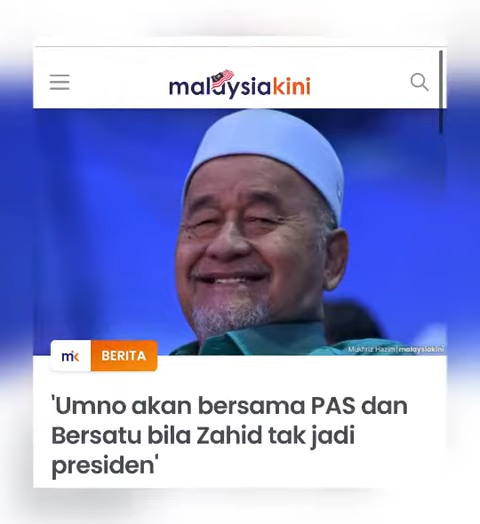 malaysiakini
Mukhriz Hazim|malaysiakini
mk BERITA
'Umno akan bersama PAS dan
Bersatu bila Zahid tak jadi
presiden'